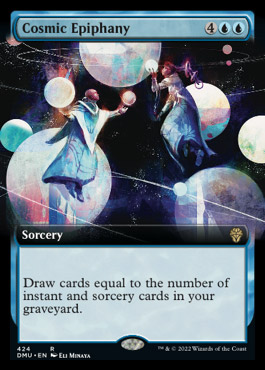 Cosmic Epiphany 4
Sorcery
Draw cards equal to the number of
instant and sorcery cards in your
graveyard.
424 R
DMU • EN Eli Minaya
™ & © 2022 Wizards of the Coast